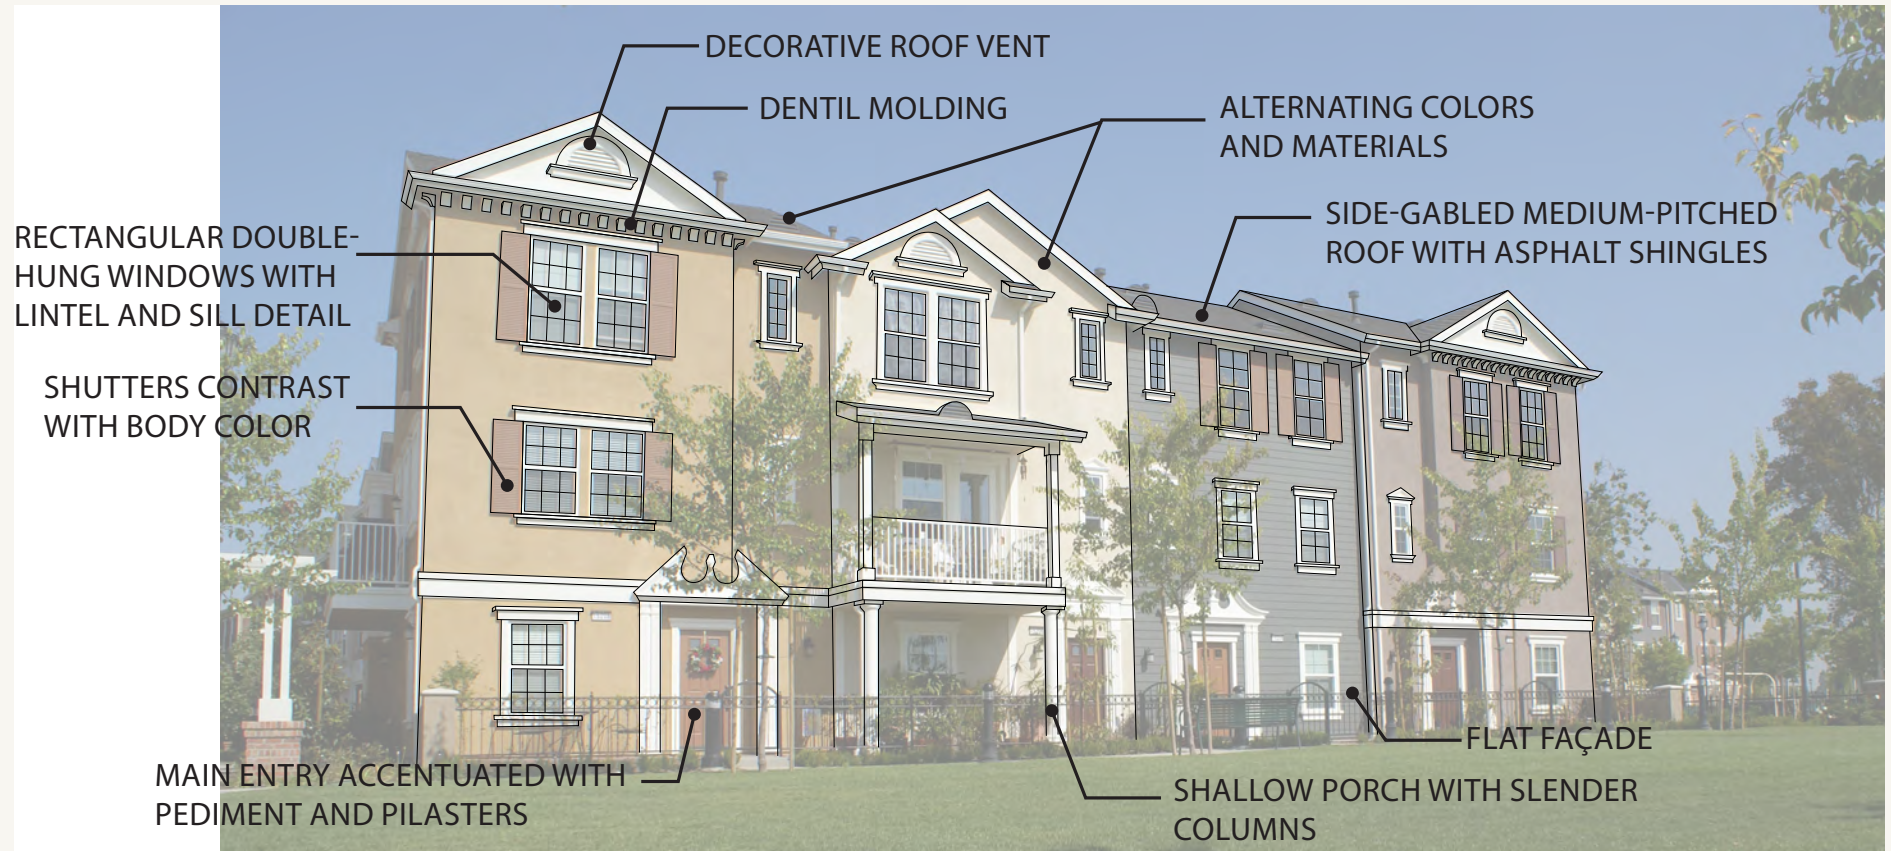 DECORATIVE ROOF VENT
DENTIL MOLDING
ALTERNATING COLORS
AND MATERIALS
SIDE-GABLED MEDIUM-PITCHED
ROOF WITH ASPHALT SHINGLES
RECTANGULAR DOUBLE-
HUNG WINDOWS WITH
LINTEL AND SILL DETAIL
SHUTTERS CONTRAST
WITH BODY COLOR
FLAT FAÇADE
MAIN ENTRY ACCENTUATED WITH
PEDIMENT AND PILASTERS
SHALLOW PORCH WITH SLENDER
COLUMNS